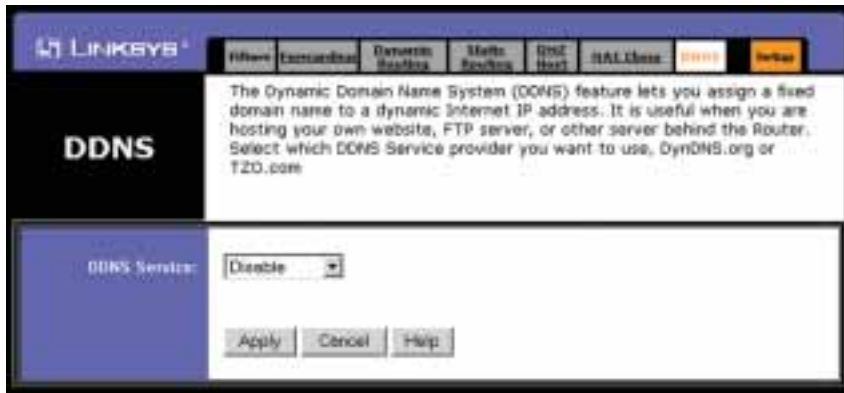 LINKSYS®
Filters Forwarding Dynamic Routing Static Routing DMZ Host MAC Clone DDNS Setup
DDNS
The Dynamic Domain Name System (DDNS) feature lets you assign a fixed
domain name to a dynamic Internet IP address. It is useful when you are
hosting your own website, FTP server, or other server behind the Router.
Select which DDNS Service provider you want to use, DynDNS.org or
TZO.com
DDNS Service:
Disable
Apply Cancel Help